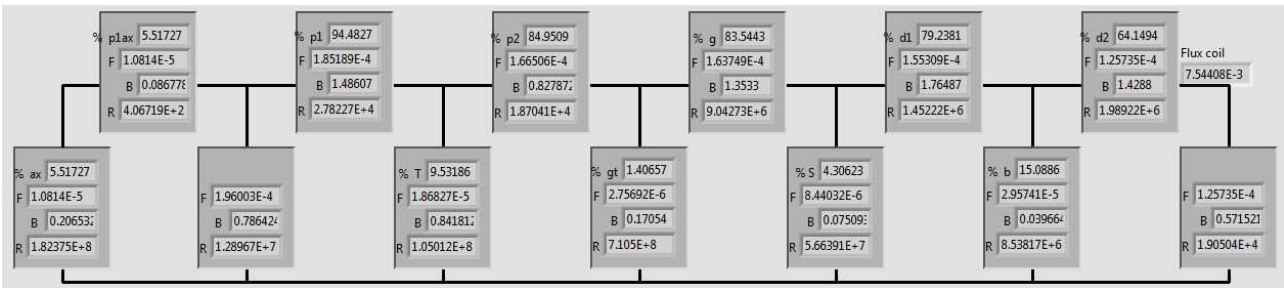 % p1ax 5.51727
F 1.0814E-5
B 0.086778
R 4.06719E+2
% p1 94.4827
F 1.85189E-4
B 1.48607
R 2.78227E+4
% p2 84.9509
F 1.66506E-4
B 0.827872
R 1.87041E+4
% g 83.5443
F 1.63749E-4
B 1.3533
R 9.04273E+6
% d1 79.2381
F 1.55309E-4
B 1.76487
R 1.45222E+6
% d2 64.1494
F 1.25735E-4
B 1.4288
R 1.98922E+6
Flux coil
7.54408E-3
% ax 5.51727
F 1.0814E-5
B 0.206532
R 1.82375E+8
F 1.96003E-4
B 0.786424
R 1.28967E+7
% T 9.53186
F 1.86827E-5
B 0.841812
R 1.05012E+8
% gt 1.40657
F 2.75692E-6
B 0.17054
R 7.105E+8
% S 4.30623
F 8.44032E-6
B 0.075093
R 5.66391E+7
% b 15.0886
F 2.95741E-5
B 0.039664
R 8.53817E+6
F 1.25735E-4
B 0.571521
R 1.90504E+4